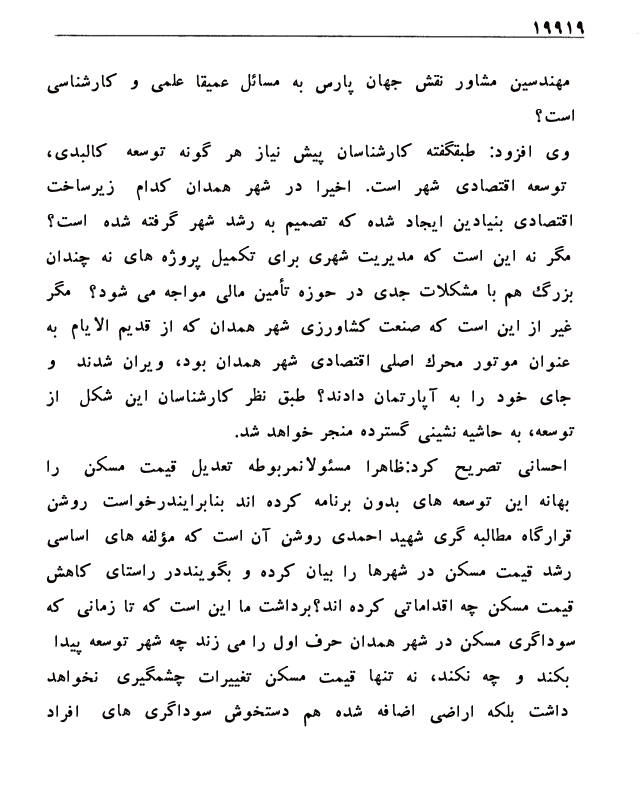 ۱۹۹۱۹
مهندسین مشاور نقش جهان پارس به مسائل عمیقا علمی و کارشناسی
است؟
وی افزود: طبقگفته کارشناسان پیش نیاز هر گونه توسعه کالبدی،
توسعه اقتصادی شهر است. اخیرا در شهر همدان کدام زیرساخت
اقتصادی بنیادین ایجاد شده که تصمیم به رشد شهر گرفته شده است؟
مگر نه این است که مدیریت شهری برای تکمیل پروژه های نه چندان
بزرگ هم با مشکلات جدی در حوزه تأمین مالی مواجه می شود؟ مگر
غیر از این است که صنعت کشاورزی شهر همدان که از قدیم الایام به
عنوان موتور محرك اصلی اقتصادی شهر همدان بود، ویران شدند و
جای خود را به آپارتمان دادند؟ طبق نظر کارشناسان این شکل از
توسعه، به حاشیه نشینی گسترده منجر خواهد شد.
احسانی تصریح کرد:ظاهرا مسئولانمربوطه تعدیل قیمت مسکن را
بهانه این توسعه های بدون برنامه کرده اند بنابرایندرخواست روشن
قرارگاه مطالبه گری شهید احمدی روشن آن است که مؤلفه های اساسی
رشد قیمت مسکن در شهرها را بیان کرده و بگوینددر راستای کاهش
قیمت مسکن چه اقداماتی کرده اند؟برداشت ما این است که تا زمانی که
سوداگری مسکن در شهر همدان حرف اول را می زند چه شهر توسعه پیدا
بکند و چه نکند، نه تنها قیمت مسکن تغییرات چشمگیری نخواهد
داشت بلکه اراضی اضافه شده هم دستخوش سوداگری های افراد